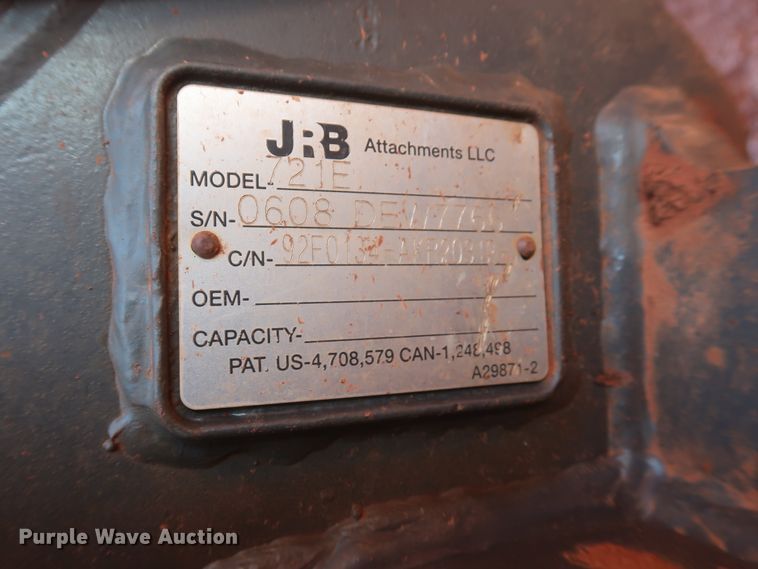 JRB Attachments LLC
MODEL- 721E
S/N- 0608
C/N-
OEM-
CAPACITY-
PAT. US-4,708,579 CAN-1,248,498
A29871-2
Purple Wave Auction